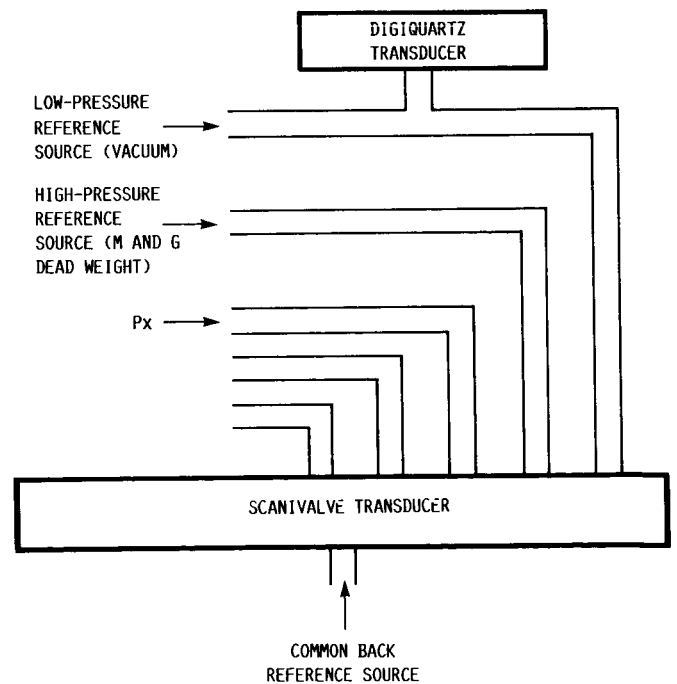 DIGIQUARTZ
TRANSDUCER
LOW-PRESSURE
REFERENCE
SOURCE (VACUUM)
HIGH-PRESSURE
REFERENCE
SOURCE (M AND G
DEAD WEIGHT)
Px
SCANIVALVE TRANSDUCER
COMMON BACK
REFERENCE SOURCE